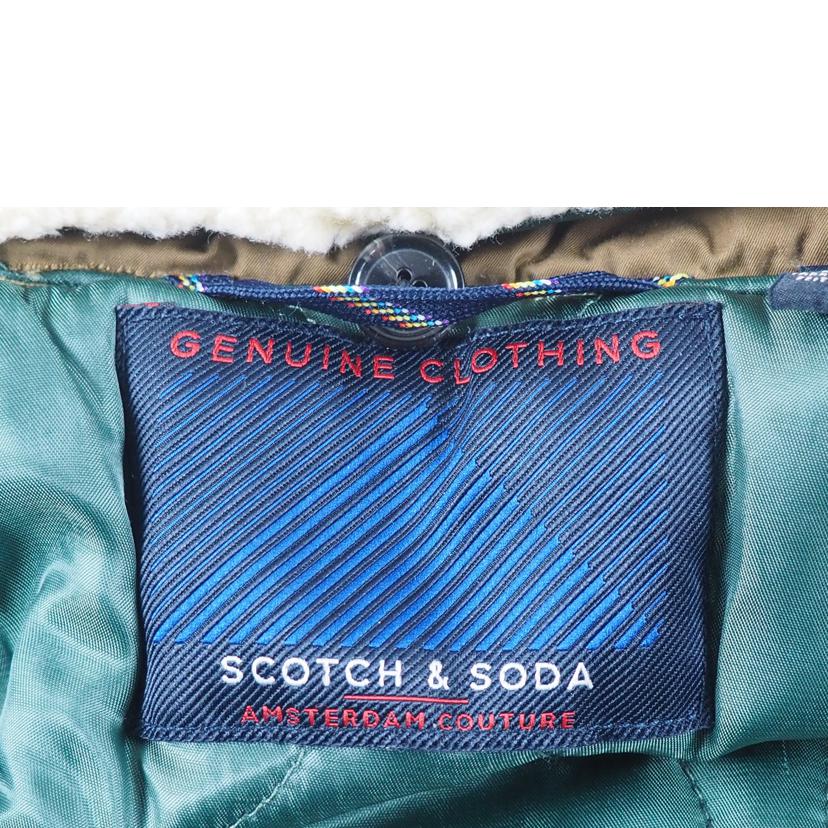 GENUINE CLOTHING
SCOTCH & SODA
AMSTERDAM COUTURE